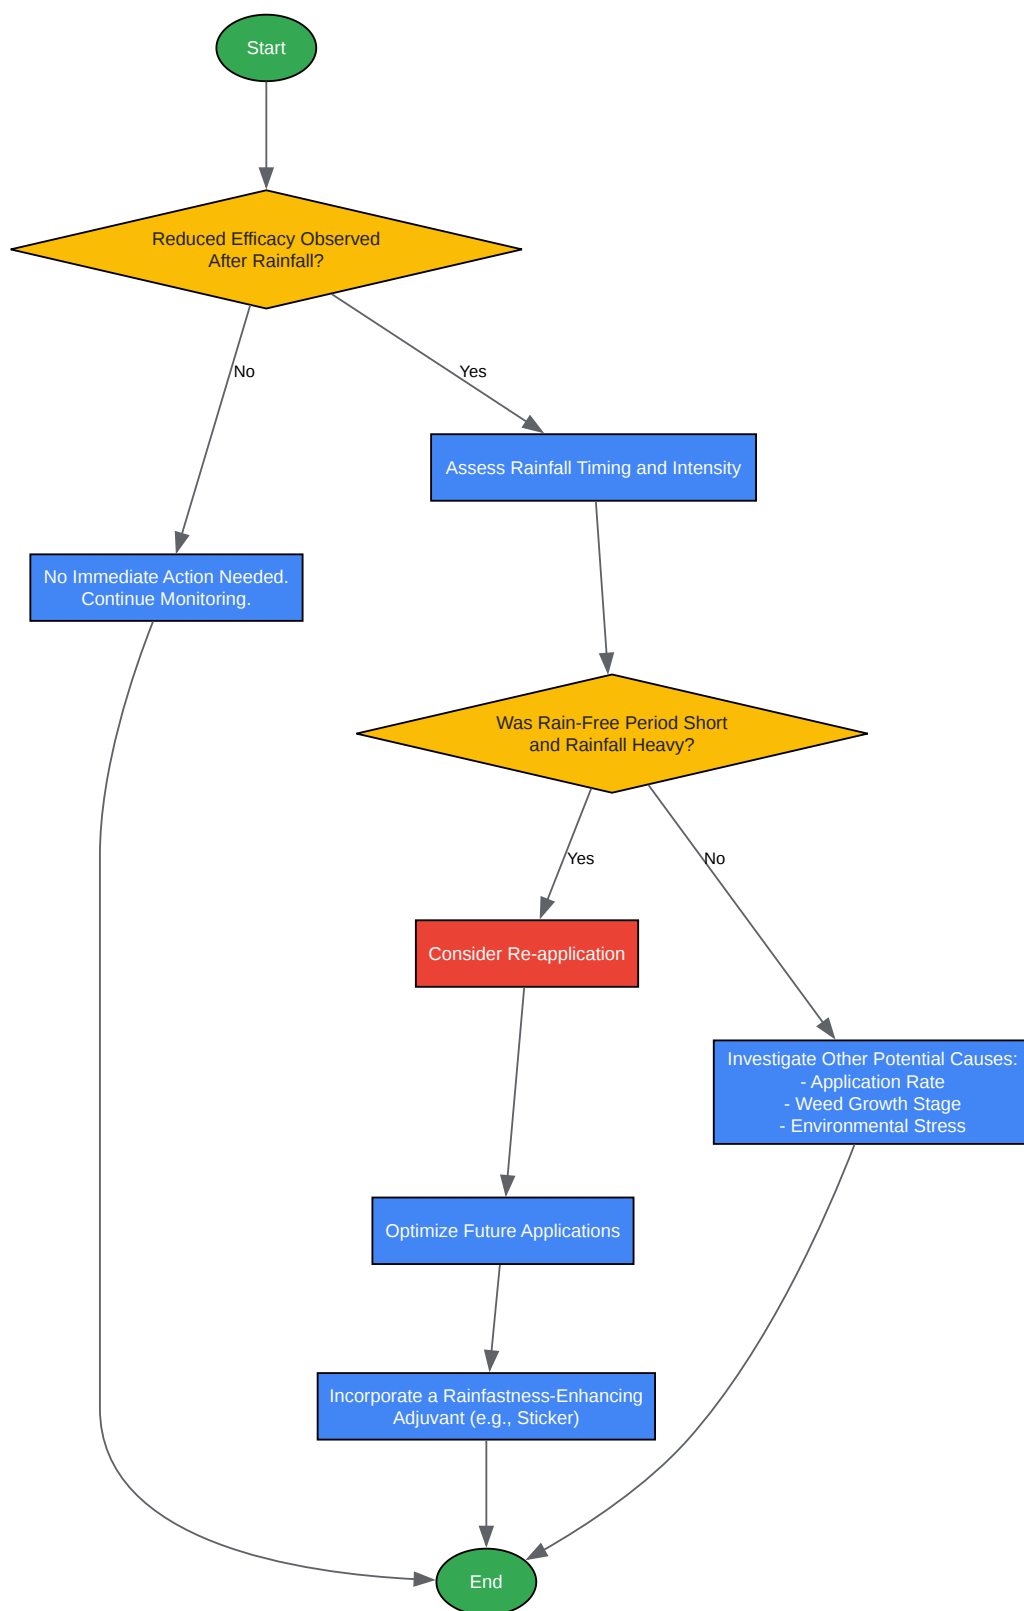 Start
Reduced Efficacy Observed
After Rainfall?
No
Yes
Assess Rainfall Timing and Intensity
No Immediate Action Needed.
Continue Monitoring.
Was Rain-Free Period Short
and Rainfall Heavy?
Yes
No
Consider Re-application
Investigate Other Potential Causes:
- Application Rate
- Weed Growth Stage
- Environmental Stress
Optimize Future Applications
Incorporate a Rainfastness-Enhancing
Adjuvant (e.g., Sticker)
End